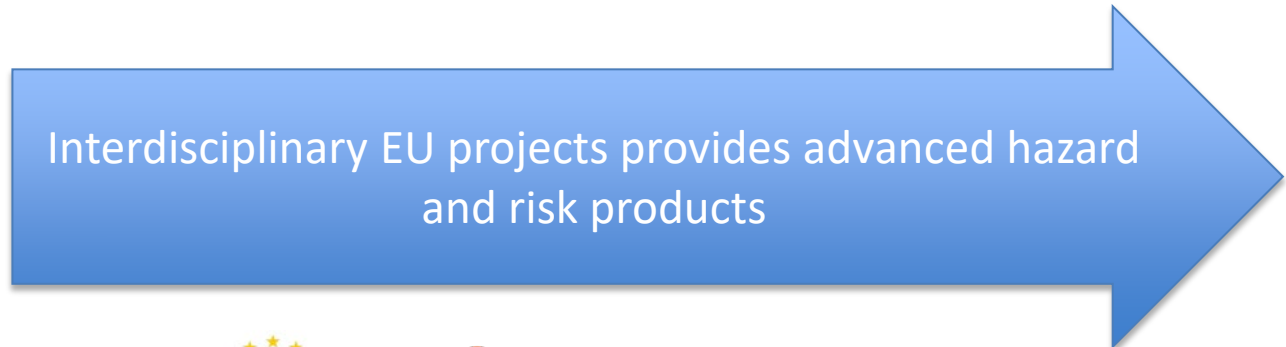 Interdisciplinary EU projects provides advanced hazard
and risk products